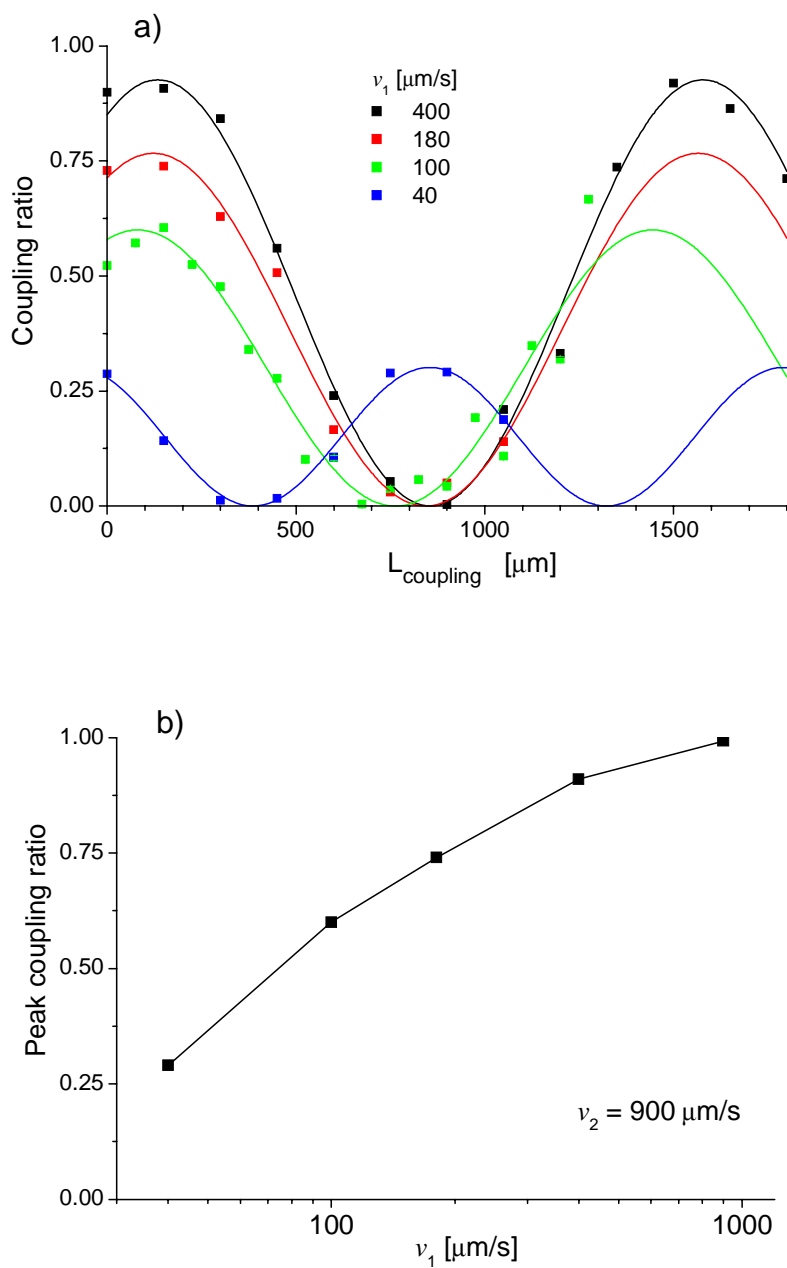 a)
1.00
0.75
0.50
0.25
0.00
Coupling ratio
v1 [μm/s]
400
180
100
40
0 500 1000 1500
Lcoupling [μm]
b)
1.00
0.75
0.50
0.25
0.00
Peak coupling ratio
v2 = 900 μm/s
100 1000
v1 [μm/s]